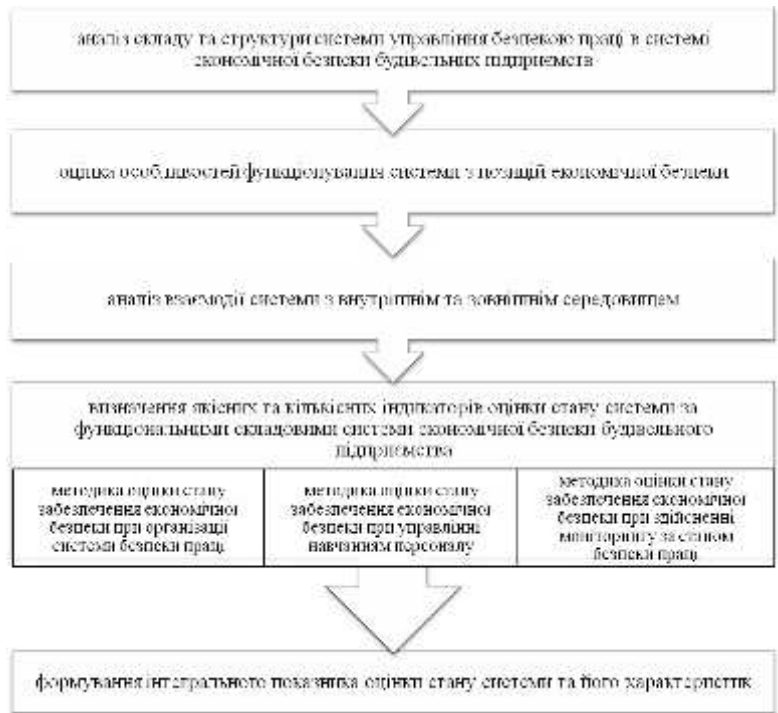 аналіз складу та структури системи управління безпекою праці в системі
економічної безпеки будівельних підприємств
оцінка особливостей функціонування системи з позицій економічної безпеки
аналіз взаємодії системи з внутрішнім та зовнішнім середовищем
визначення якісних та кількісних індикаторів оцінки стану системи за
функціональними складовими системи економічної безпеки будівельного
підприємства
методика оцінки стану
забезпечення економічної
безпеки при організації
системи безпеки праці
методика оцінки стану
забезпечення економічної
безпеки при управлінні
навчанням персоналу
методика оцінки стану
забезпечення економічної
безпеки при здійсненні
моніторингу за станом
безпеки праці
формування інтегрального показника оцінки стану системи та його характеристик